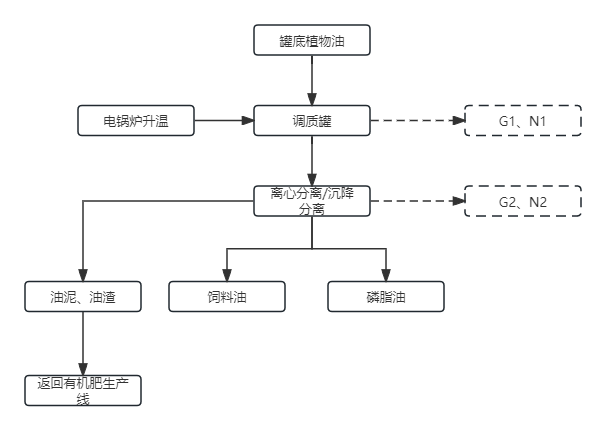 罐底植物油
电锅炉升温
调质罐
G1、N1
离心分离/沉降
分离
G2、N2
油泥、油渣
饲料油
磷脂油
返回有机肥生产
线